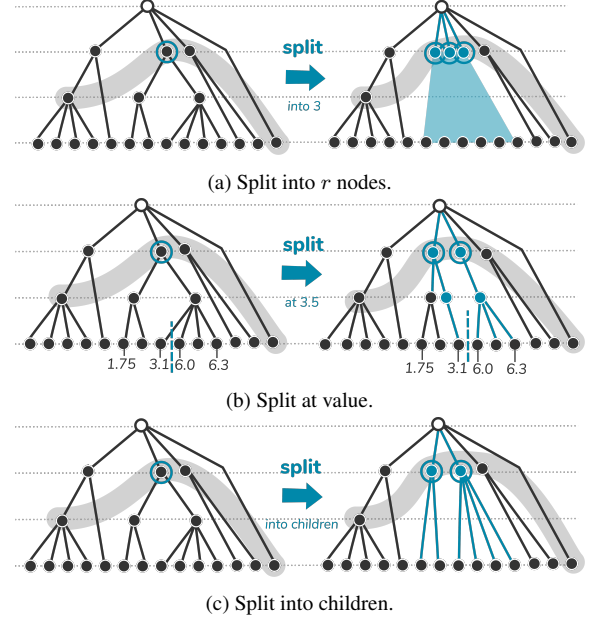 split
into 3
(a) Split into r nodes.
split
at 3.5
1.75 3.1 6.0 6.3
1.75 3.1 6.0 6.3
(b) Split at value.
split
into children
(c) Split into children.